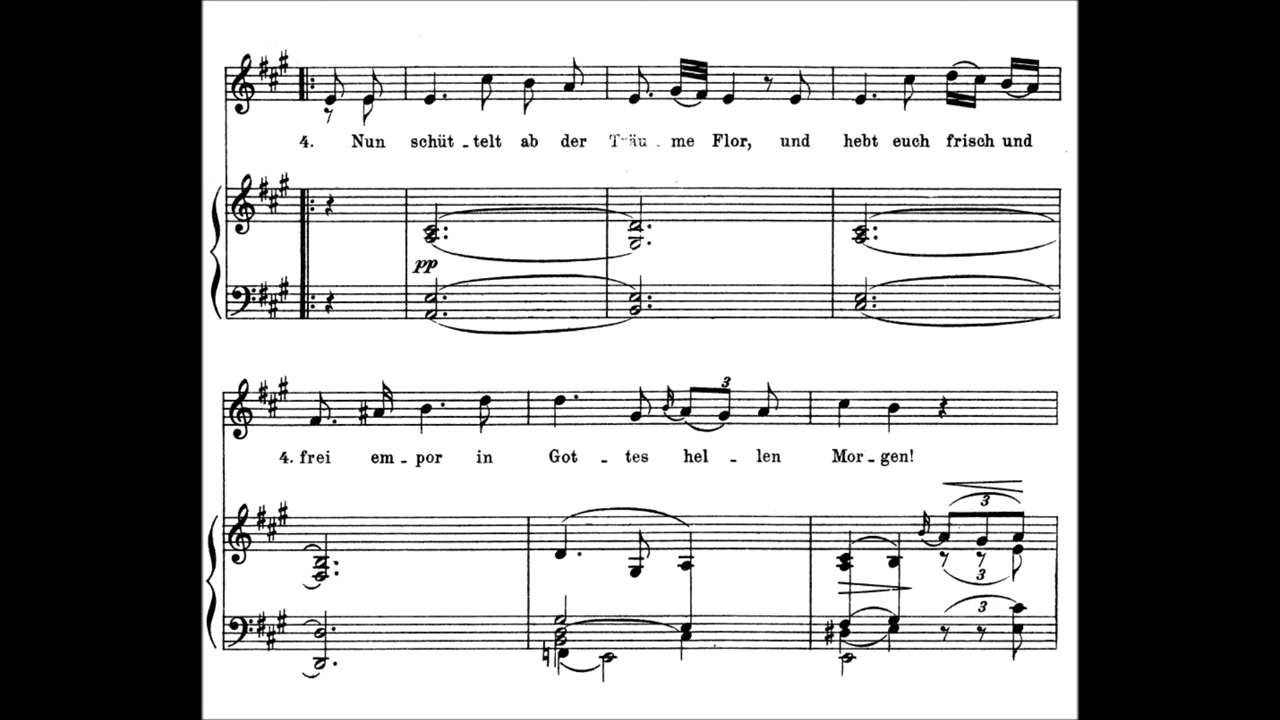 4. Nun schüt - telt ab der Träu - me Flor, und hebt euch frisch und
pp
3
4. frei em - por in Got - tes hel - len Mor - gen!
3
3
3